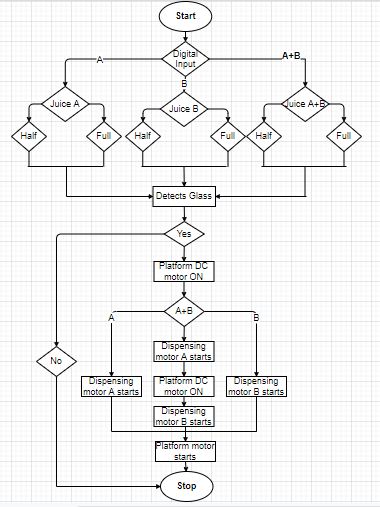 Start
Digital
Input
A
B
A+B
Juice A
Juice B
Juice A+B
Half
Full
Half
Full
Half
Full
Detects Glass
Yes
Platform DC
motor ON
A
A+B
B
Dispensing
motor A starts
No
Dispensing
motor A starts
Platform DC
motor ON
Dispensing
motor B starts
Dispensing
motor B starts
Platform motor
starts
Stop